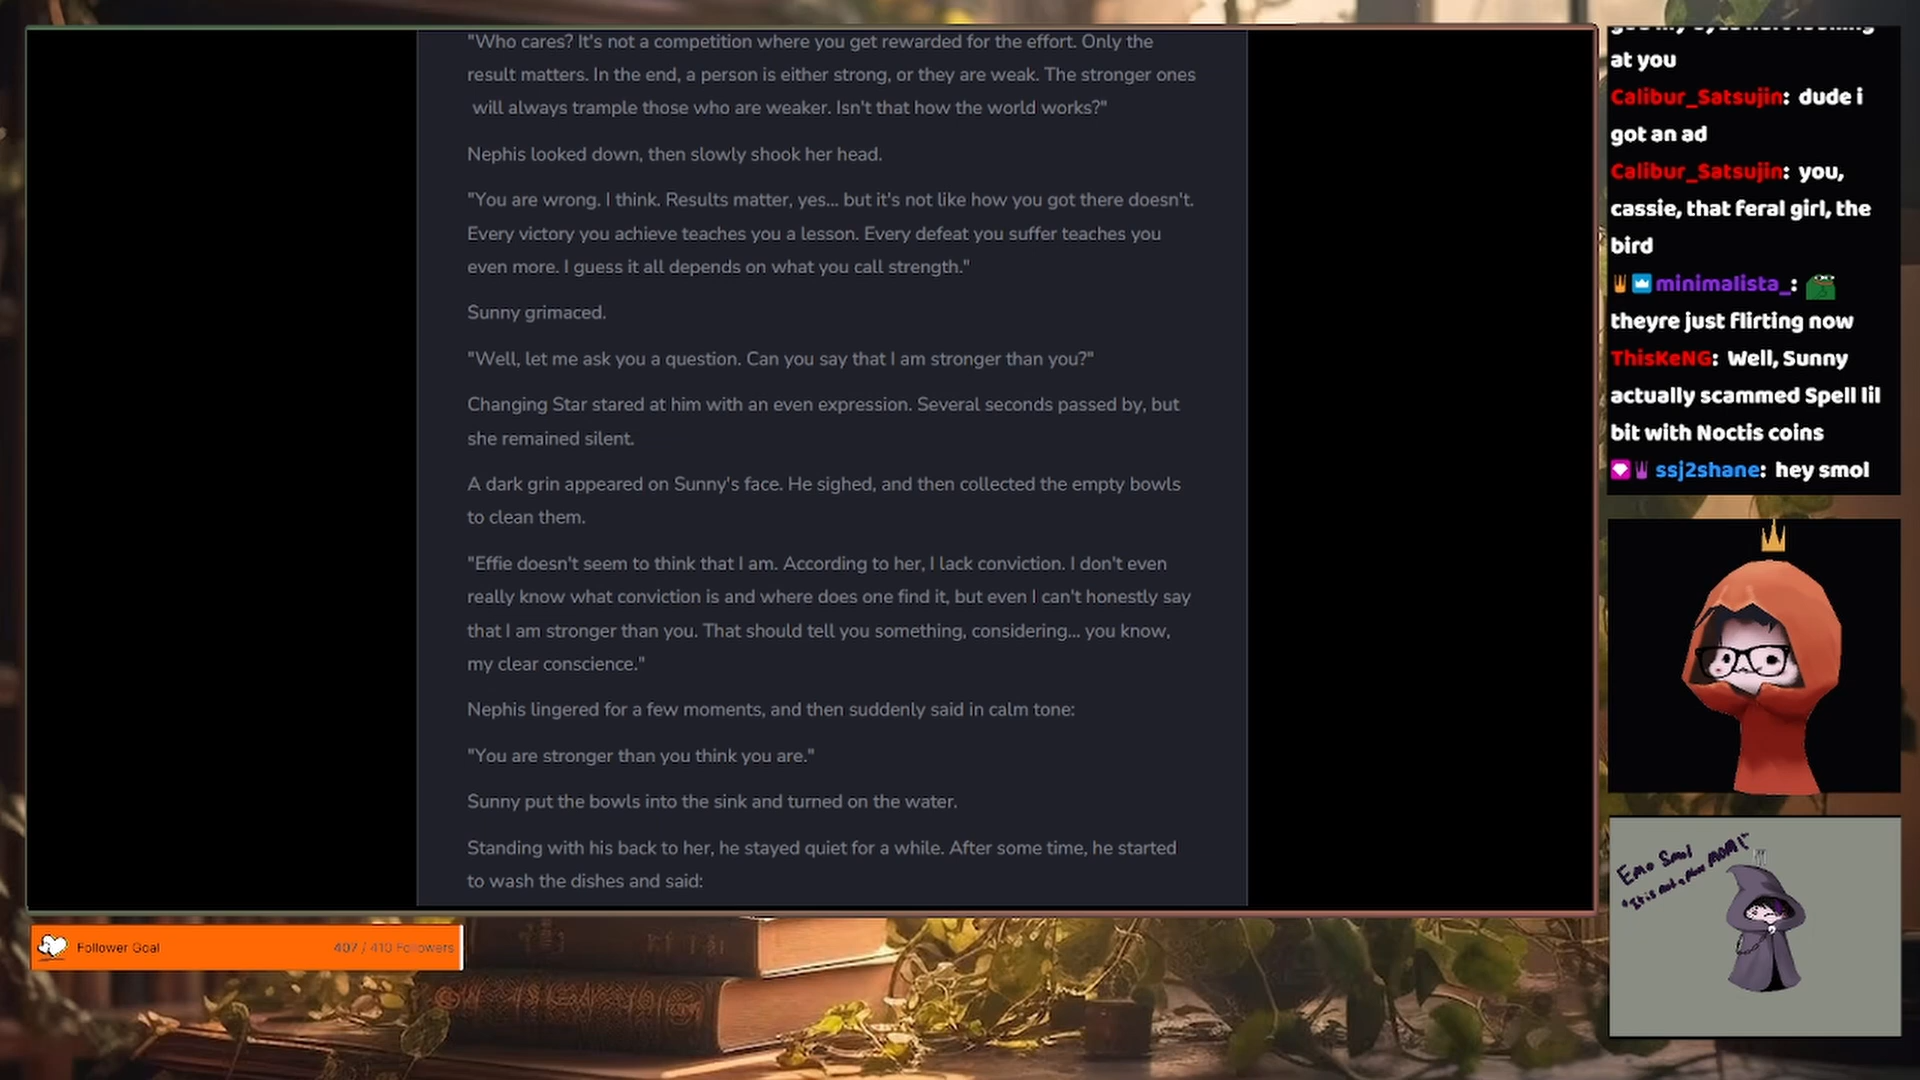 "Who cares? It's not a competition where you get rewarded for the effort. Only the
result matters. In the end, a person is either strong, or they are weak. The stronger ones
will always trample those who are weaker. Isn't that how the world works?"
Nephis looked down, then slowly shook her head.
"You are wrong. I think. Results matter, yes... but it's not like how you got there doesn't.
Every victory you achieve teaches you a lesson. Every defeat you suffer teaches you
even more. I guess it all depends on what you call strength."
Sunny grimaced.
"Well, let me ask you a question. Can you say that I am stronger than you?"
Changing Star stared at him with an even expression. Several seconds passed by, but
she remained silent.
A dark grin appeared on Sunny's face. He sighed, and then collected the empty bowls
to clean them.
"Effie doesn't seem to think that I am. According to her, I lack conviction. I don't even
really know what conviction is and where does one find it, but even I can't honestly say
that I am stronger than you. That should tell you something, considering... you know,
my clear conscience."
Nephis lingered for a few moments, and then suddenly said in calm tone:
"You are stronger than you think you are."
Sunny put the bowls into the sink and turned on the water.
Standing with his back to her, he stayed quiet for a while. After some time, he started
to wash the dishes and said:
at you
Calibur_Satsujin: dude i
got an ad
Calibur_Satsujin: you,
cassie, that feral girl, the
bird
minimalista_:
theyre just flirting now
ThisKeNG: Well, Sunny
actually scammed Spell lil
bit with Noctis coins
ssj2shane: hey smol
Emo Smol
Follower Goal
407 / 410 Followers